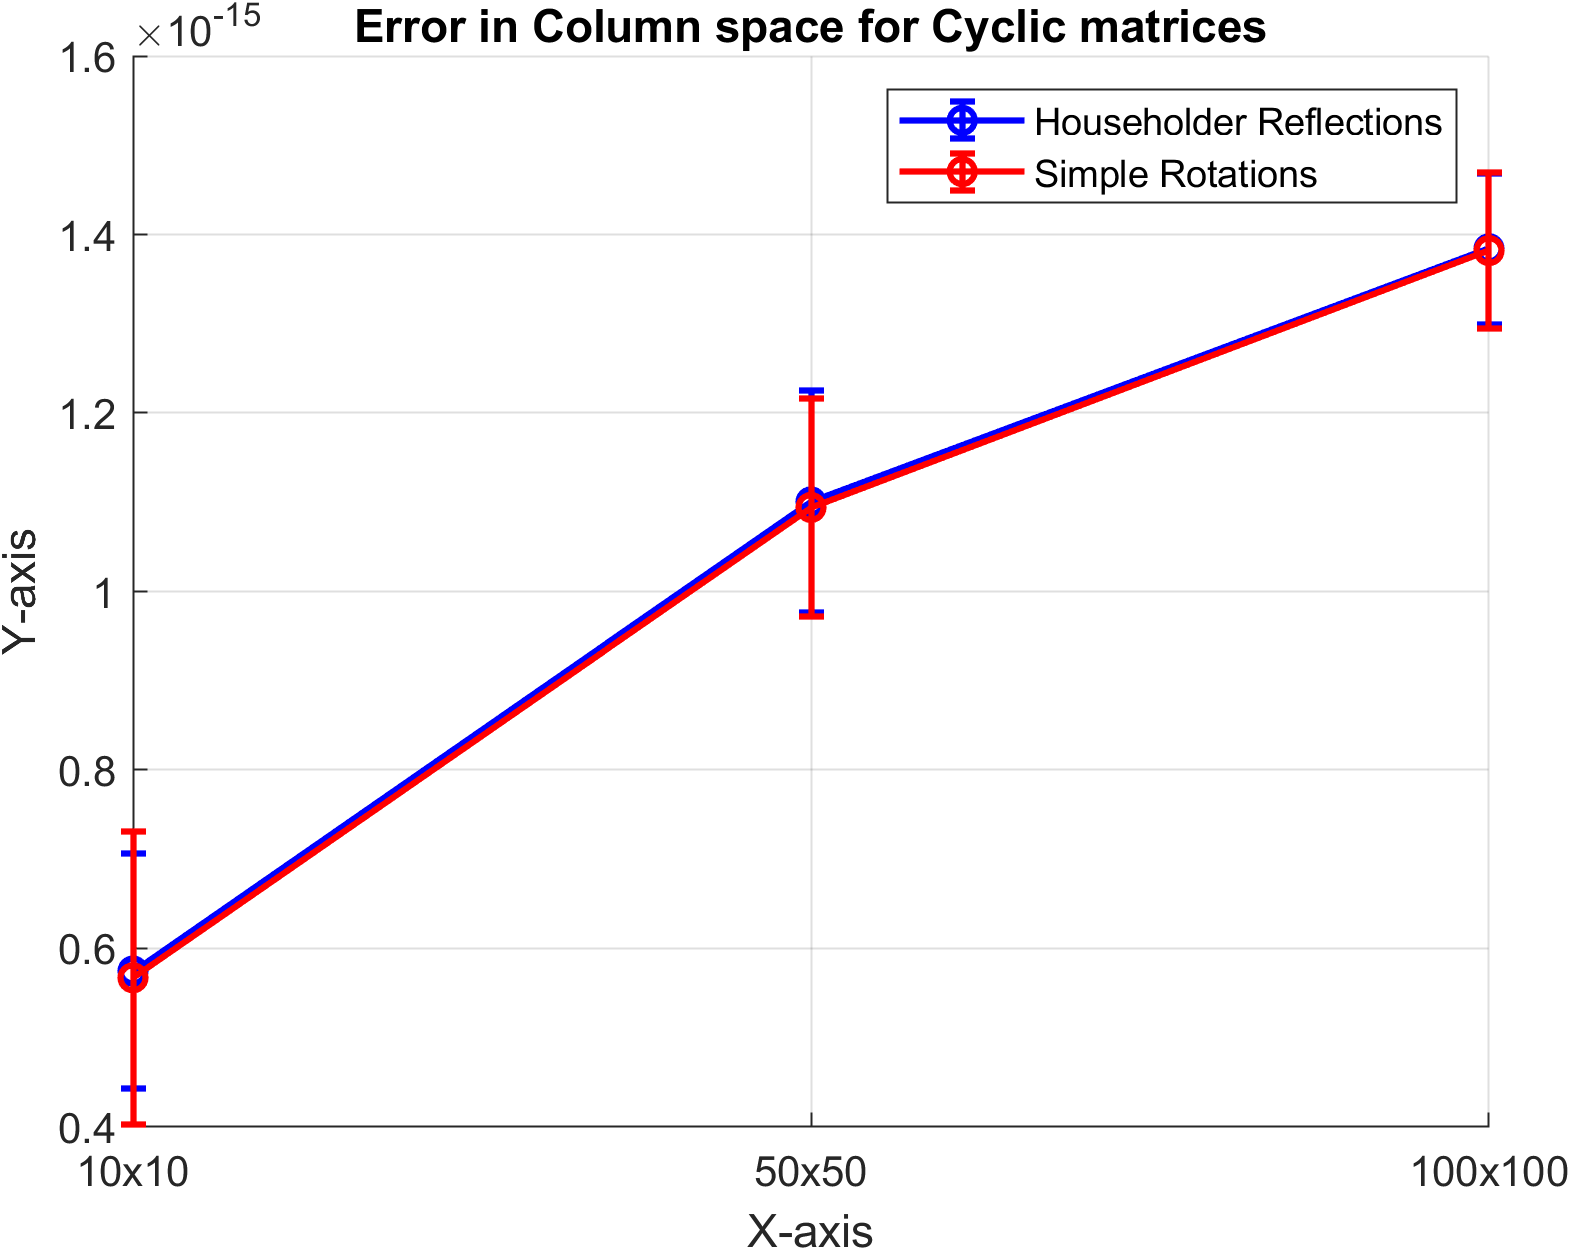 ×10-15
Error in Column space for Cyclic matrices
1.6
1.4
1.2
1
0.8
0.6
0.4
Householder Reflections
Simple Rotations
Y-axis
10x10
50x50
100x100
X-axis